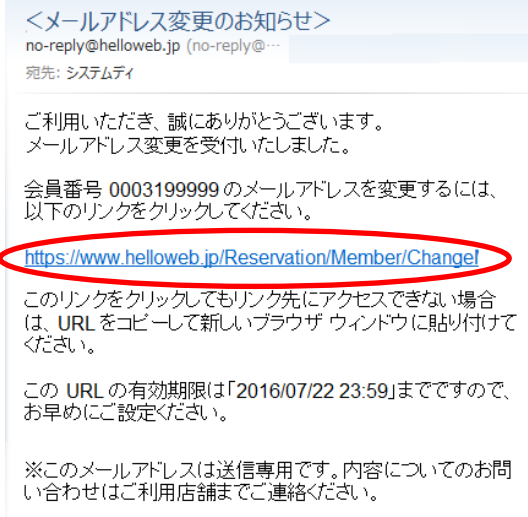 ＜メールアドレス変更のお知らせ＞
no-reply@helloweb.jp (no-reply@…
宛先: システムディ
ご利用いただき、誠にありがとうございます。
メールアドレス変更を受付いたしました。
会員番号 0003199999 のメールアドレスを変更するには、
以下のリンクをクリックしてください。
https://www.helloweb.jp/Reservation/Member/Change
このリンクをクリックしてもリンク先にアクセスできない場合
は、URL をコピーして新しいブラウザ ウィンドウに貼り付けて
ください。
この URL の有効期限は「2016/07/22 23:59」までですので、
お早めにご設定ください。
※このメールアドレスは送信専用です。内容についてのお問
い合わせはご利用店舗までご連絡ください。